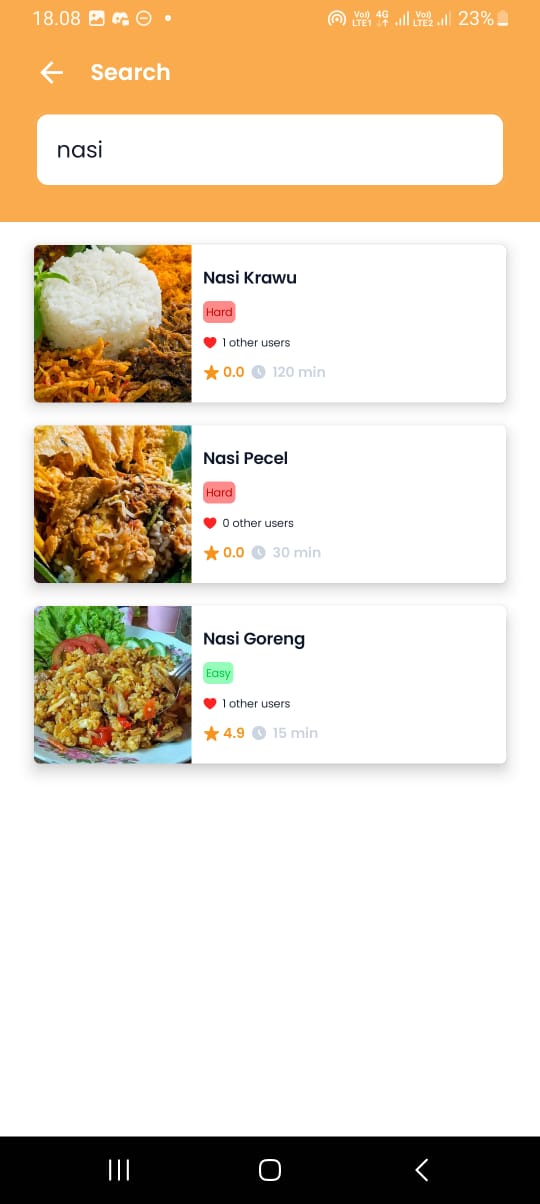 18.08 Vo) LTE1 4G Vo) LTE2 23%
Search
nasi
Nasi Krawu
Hard
1 other users
0.0 120 min
Nasi Pecel
Hard
0 other users
0.0 30 min
Nasi Goreng
Easy
1 other users
4.9 15 min